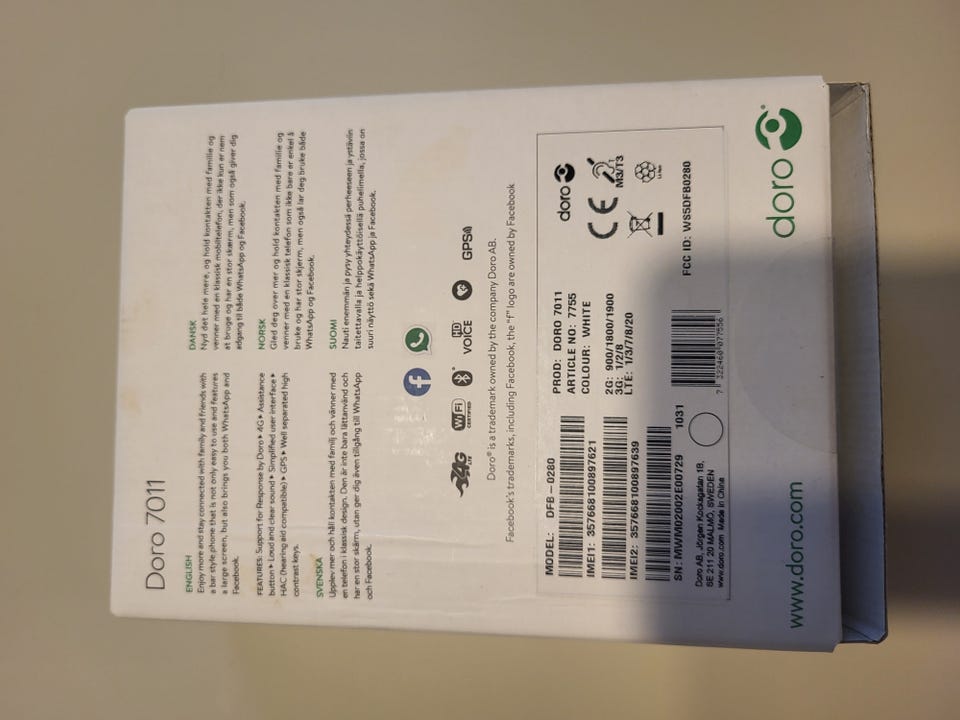 Doro 7011
ENGLISH
Enjoy more and stay connected with family and friends with
a bar style phone that is not only easy to use and features
a large screen, but also brings you both WhatsApp and
Facebook.
FEATURES: Support for Response by Doro • 4G • Assistance
button • Loud and clear sound • Simplified user interface •
HAC (hearing aid compatible) • GPS • Well separated high
contrast keys.
SVENSKA
Upplev mer och håll kontakten med familj och vänner med
en telefon i klassisk design. Den är inte bara lättanvänd och
har en stor skärm, utan ger dig även tillgång till WhatsApp
och Facebook.
DANSK
Nyd det hele mere, og hold kontakten med familie og
venner med en klassisk mobiltelefon, der ikke kun er nem
at bruge og har en stor skærm, men som også giver dig
adgang til både WhatsApp og Facebook.
NORSK
Gled deg over mer og hold kontakten med familie og
venner med en klassisk telefon som ikke bare er enkel å
bruke og har stor skjerm, men også lar deg bruke både
WhatsApp og Facebook.
SUOMI
Nauti enemmän ja pysy yhteydessä perheeseen ja ystäviin
taitettavalla ja helppokäyttöisellä puhelimella, jossa on
suuri näyttö sekä WhatsApp ja Facebook.
f
4G LTE
WiFi CERTIFIED
HD VOICE
GPS
Doro® is a trademark owned by the company Doro AB.
Facebook's trademarks, including Facebook, the "f" logo are owned by Facebook
MODEL: DFB-0280
IMEI1: 357668100897621
IMEI2: 357668100897639
SN: MWM02002E00729
1031
Doro AB, Jörgen Kocksgatan 1B,
SE 211 20 MALMÖ, SWEDEN
www.doro.com Made in China
PROD: DORO 7011
ARTICLE NO: 7755
COLOUR: WHITE
2G: 900/1800/1900
3G: 1/2/8
LTE: 1/3/7/8/20
7 322460 077556
doro
CE
M3/T3
Li-ion
FCC ID: WS5DFB0280
www.doro.com
doro